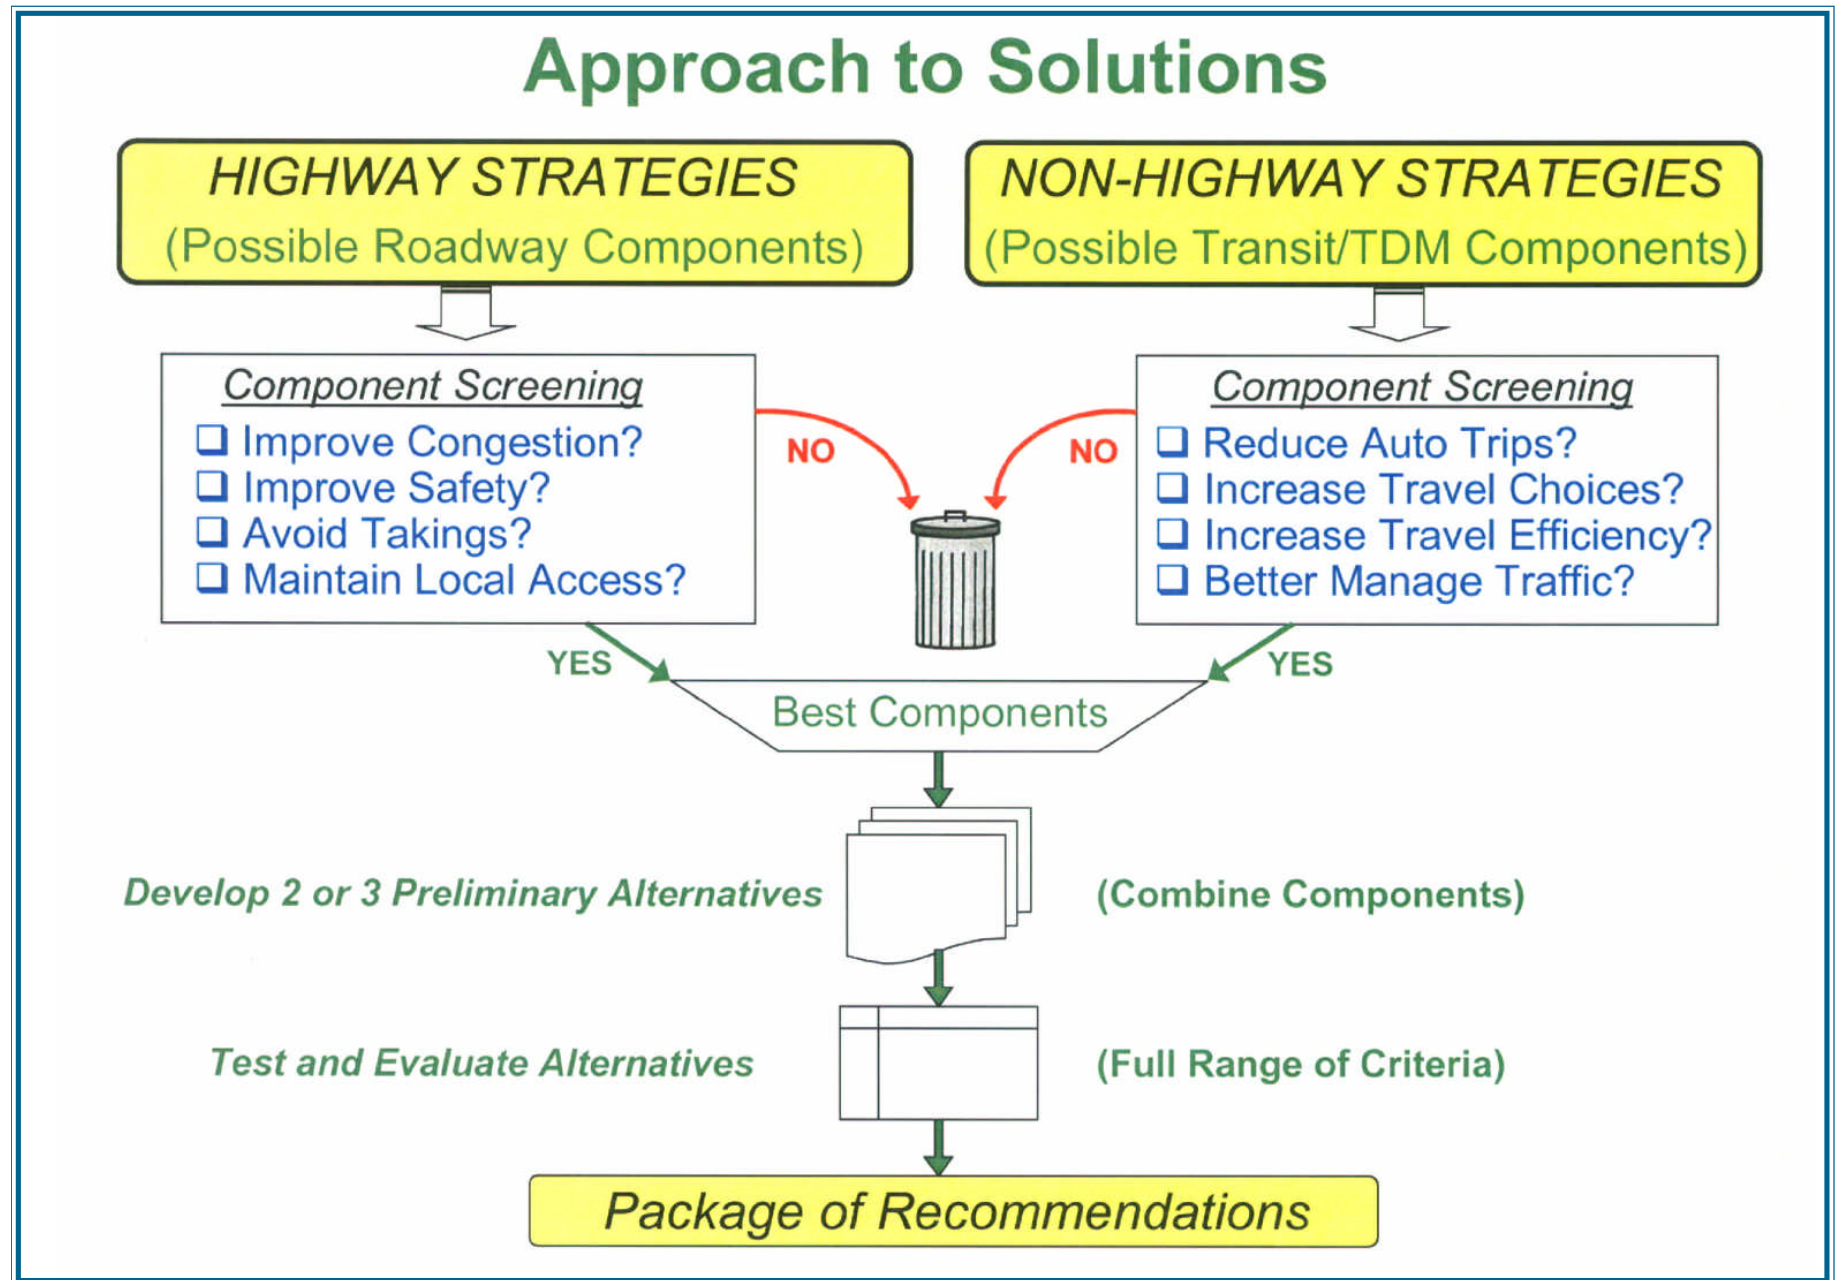 Approach to Solutions
HIGHWAY STRATEGIES
(Possible Roadway Components)
NON-HIGHWAY STRATEGIES
(Possible Transit/TDM Components)
Component Screening
Improve Congestion?
Improve Safety?
Avoid Takings?
Maintain Local Access?
NO
NO
Component Screening
Reduce Auto Trips?
Increase Travel Choices?
Increase Travel Efficiency?
Better Manage Traffic?
YES
YES
Best Components
Develop 2 or 3 Preliminary Alternatives
(Combine Components)
Test and Evaluate Alternatives
(Full Range of Criteria)
Package of Recommendations